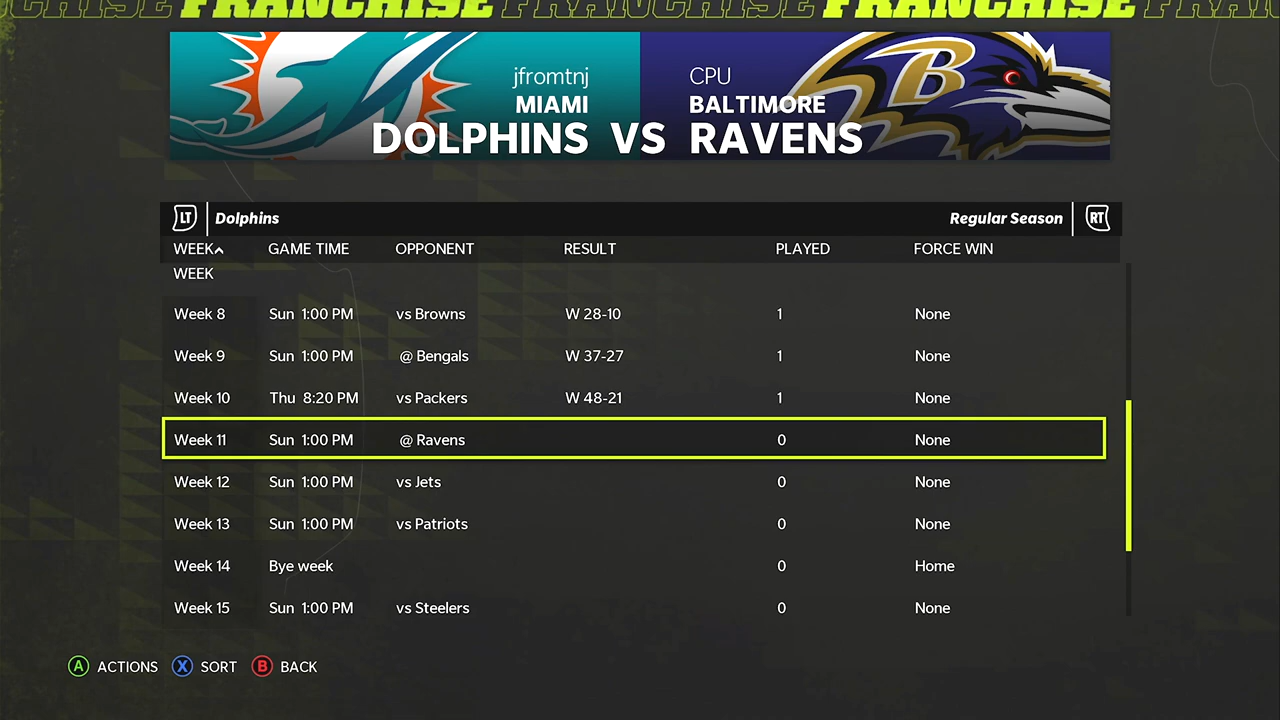 CHISE FRANCHISE FRANCHISE FRANCHISE FRAN
jfromtnj CPU
MIAMI BALTIMORE
DOLPHINS VS RAVENS
B
LT Dolphins Regular Season RT
WEEK GAME TIME OPPONENT RESULT PLAYED FORCE WIN
WEEK
Week 8 Sun 1:00 PM vs Browns W 28-10 1 None
Week 9 Sun 1:00 PM @ Bengals W 37-27 1 None
Week 10 Thu 8:20 PM vs Packers W 48-21 1 None
Week 11 Sun 1:00 PM @ Ravens 0 None
Week 12 Sun 1:00 PM vs Jets 0 None
Week 13 Sun 1:00 PM vs Patriots 0 None
Week 14 Bye week 0 Home
Week 15 Sun 1:00 PM vs Steelers 0 None
A ACTIONS X SORT B BACK